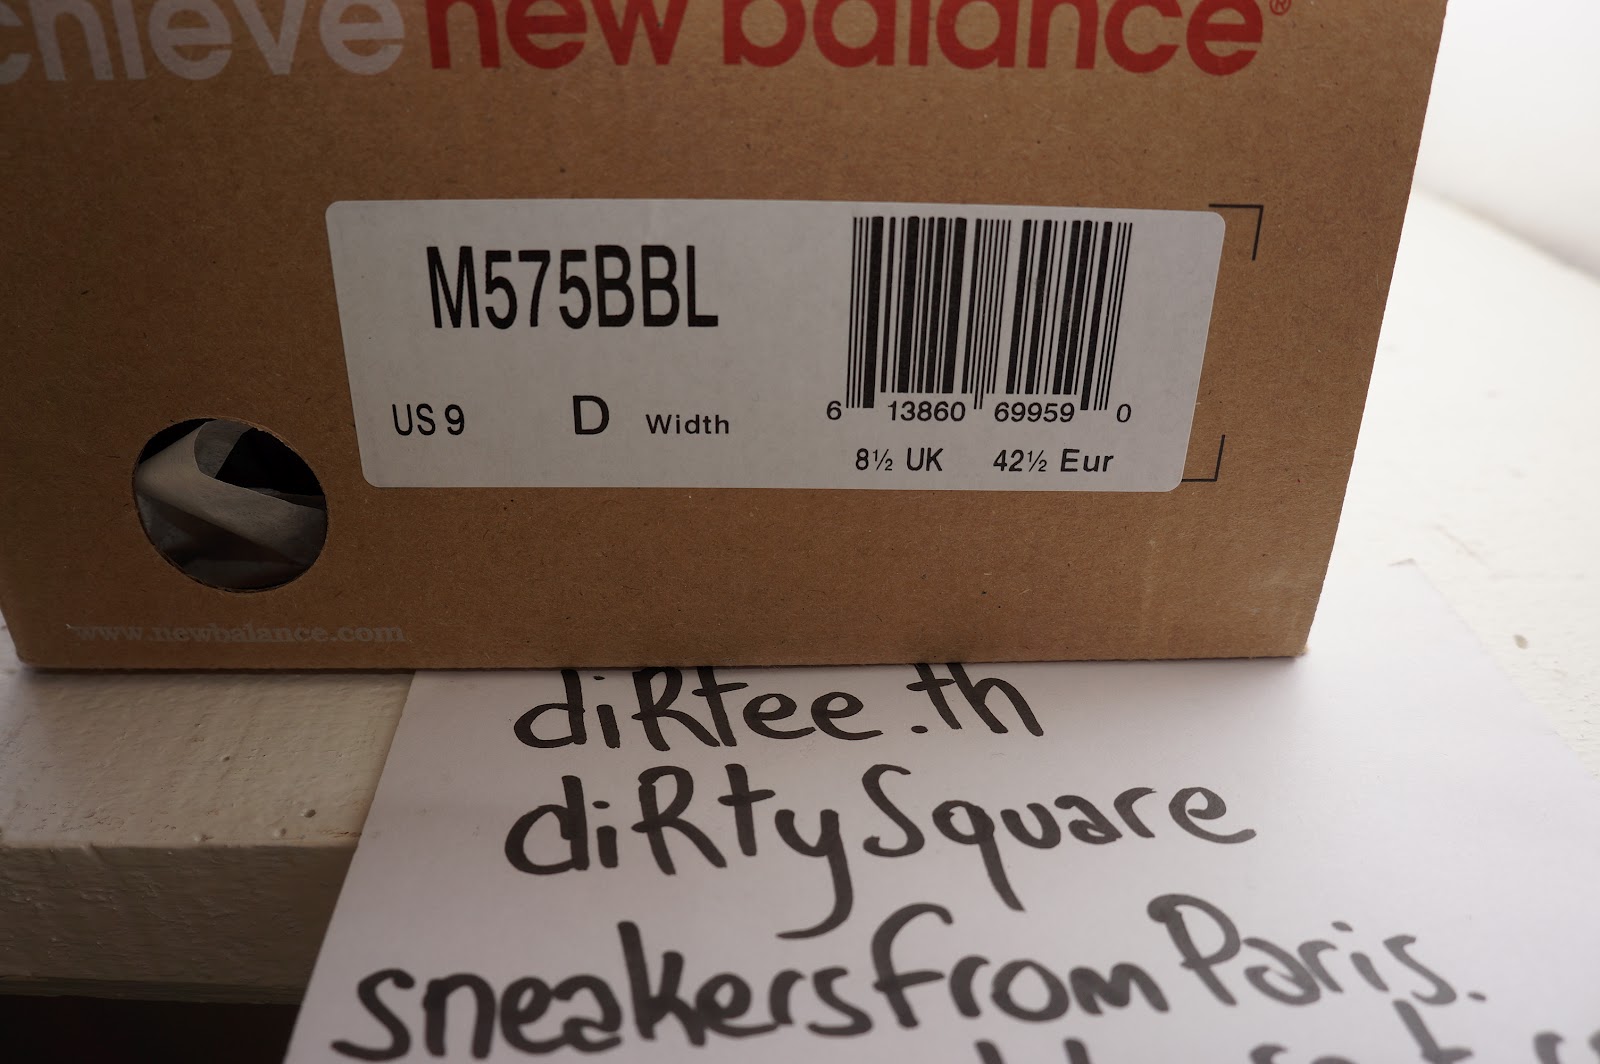 chieve new balance®
M575BBL
US 9 D Width
6 13860 69959 0
8½ UK 42½ Eur
www.newbalance.com
diRtee.th
diRtySquare
sneakersfromParis.